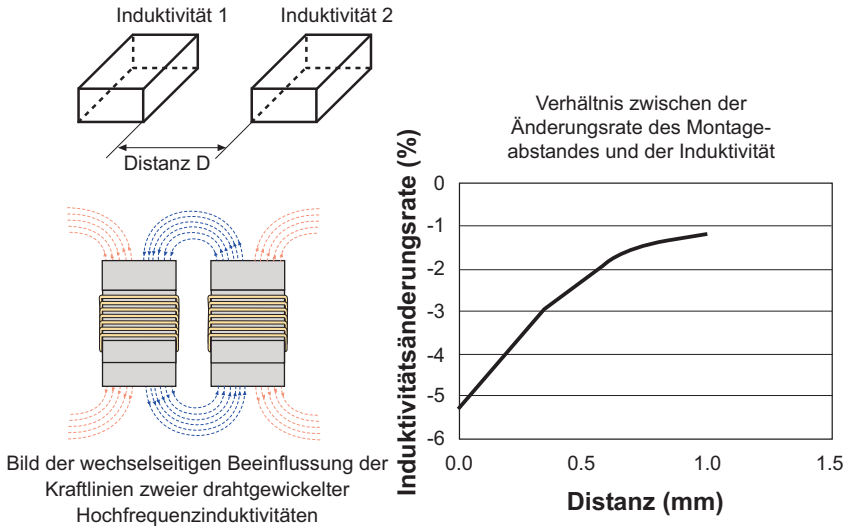 Induktivität 1
Induktivität 2
Distanz D
Bild der wechselseitigen Beeinflussung der
Kraftlinien zweier drahtgewickelter
Hochfrequenzinduktivitäten
Verhältnis zwischen der
Änderungsrate des Montage-
abstandes und der Induktivität
Induktivitätsänderungsrate (%)
0
-1
-2
-3
-4
-5
-6
0.0
0.5
1.0
1.5
Distanz (mm)